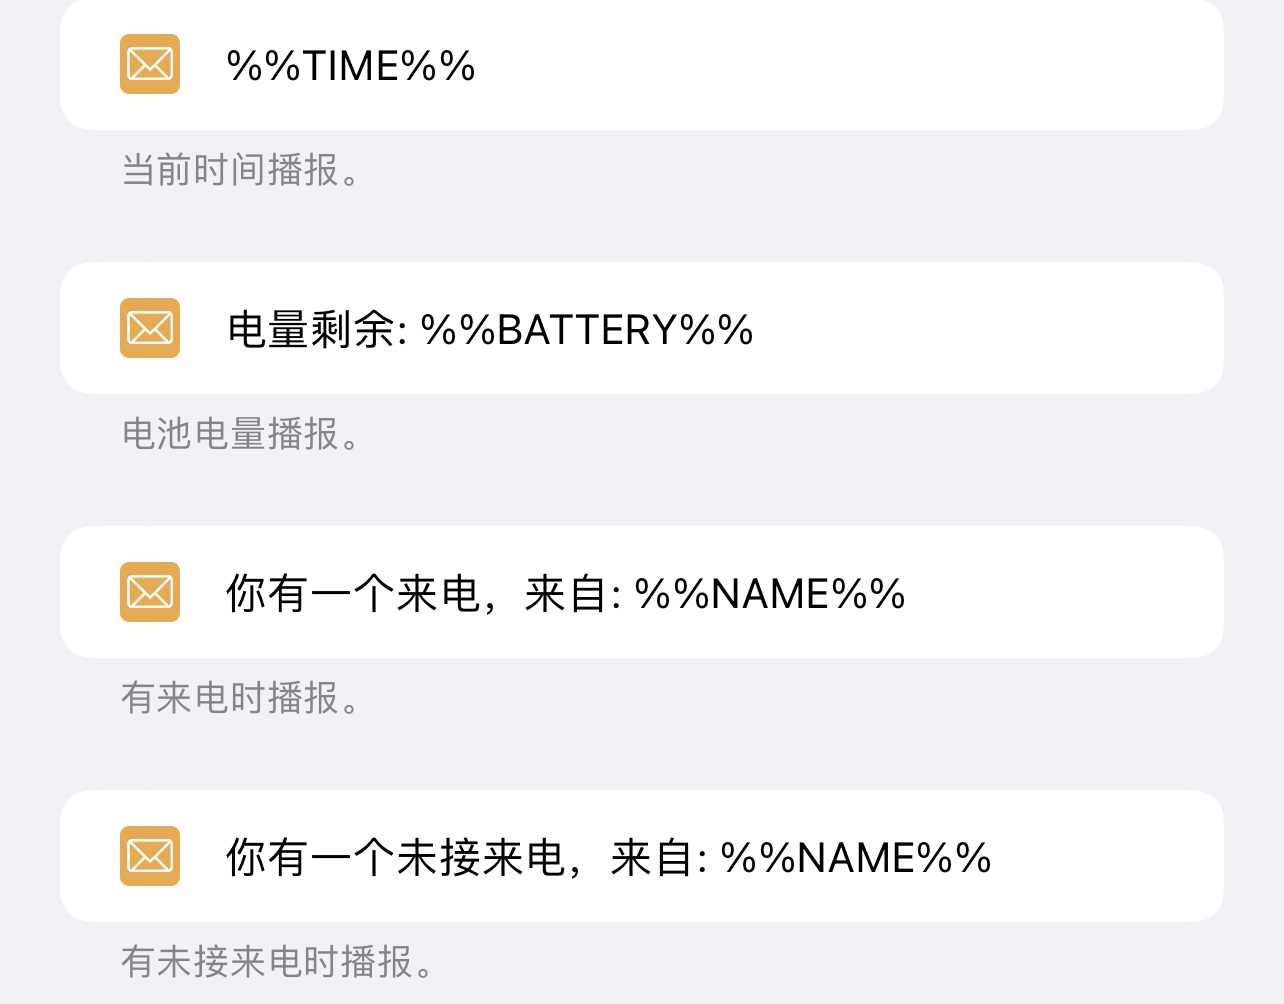 %%TIME%%
当前时间播报。
电量剩余: %%BATTERY%%
电池电量播报。
你有一个来电，来自: %%NAME%%
有来电时播报。
你有一个未接来电，来自: %%NAME%%
有未接来电时播报。